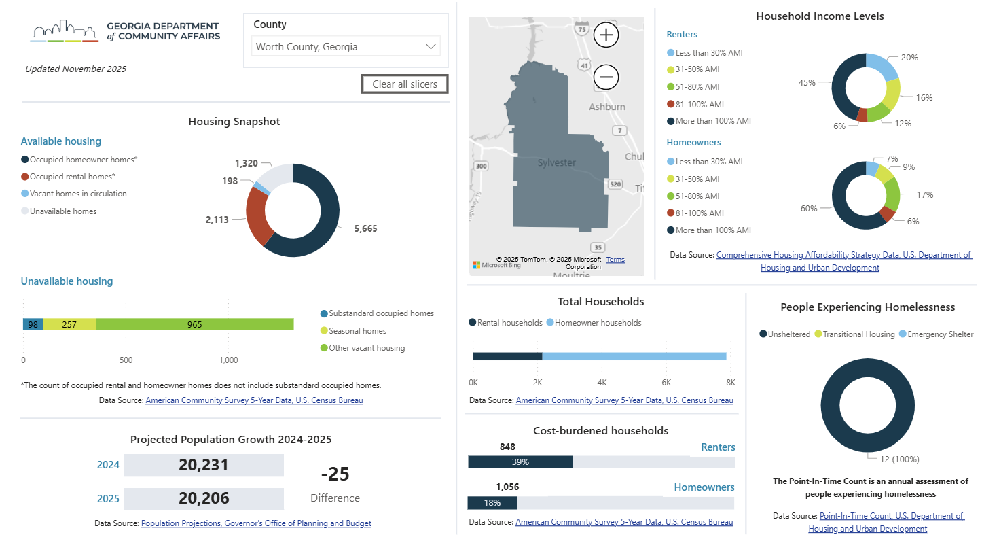 GEORGIA DEPARTMENT
of COMMUNITY AFFAIRS
Updated November 2025
County
Worth County, Georgia
Clear all slicers
Housing Snapshot
Available housing
Occupied homeowner homes*
Occupied rental homes*
Vacant homes in circulation
Unavailable homes
1,320
198
2,113
5,665
Unavailable housing
98
257
965
0
500
1,000
Substandard occupied homes
Seasonal homes
Other vacant housing
*The count of occupied rental and homeowner homes does not include substandard occupied homes.
Data Source: American Community Survey 5-Year Data, U.S. Census Bureau
Projected Population Growth 2024-2025
2024
20,231
2025
20,206
-25
Difference
Data Source: Population Projections, Governor's Office of Planning and Budget
75
41
Ashburn
7
300
Sylvester
Chul
520
Tif
Highway 19
35
© 2025 TomTom, © 2025 Microsoft Corporation
Terms
Microsoft Bing
Moultrie
Household Income Levels
Renters
Less than 30% AMI
31-50% AMI
51-80% AMI
81-100% AMI
More than 100% AMI
20%
16%
12%
6%
45%
Homeowners
Less than 30% AMI
31-50% AMI
51-80% AMI
81-100% AMI
More than 100% AMI
7%
9%
17%
6%
60%
Data Source: Comprehensive Housing Affordability Strategy Data, U.S. Department of
Housing and Urban Development
Total Households
Rental households
Homeowner households
0K
2K
4K
6K
8K
Data Source: American Community Survey 5-Year Data, U.S. Census Bureau
Cost-burdened households
848
Renters
39%
1,056
Homeowners
18%
Data Source: American Community Survey 5-Year Data, U.S. Census Bureau
People Experiencing Homelessness
Unsheltered
Transitional Housing
Emergency Shelter
12 (100%)
The Point-In-Time Count is an annual assessment of
people experiencing homelessness
Data Source: Point-In-Time Count, U.S. Department of
Housing and Urban Development